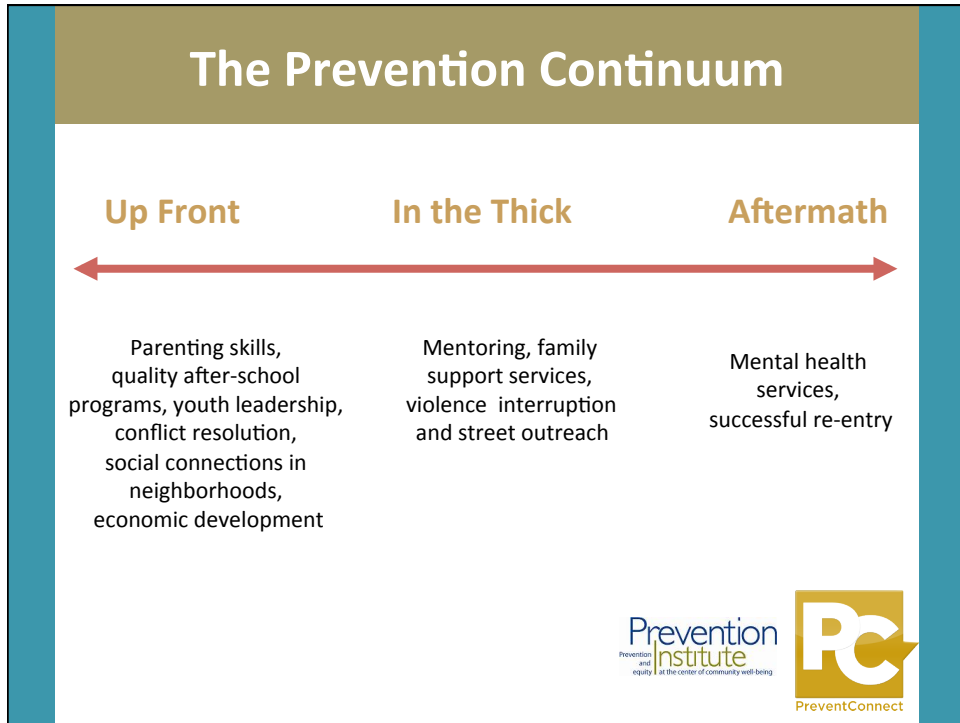 The Prevention Continuum
Up Front
In the Thick
Aftermath
Parenting skills,
quality after-school
programs, youth leadership,
conflict resolution,
social connections in
neighborhoods,
economic development
Mentoring, family
support services,
violence interruption
and street outreach
Mental health
services,
successful re-entry
Prevention
Institute
Prevention
and
equity at the center of community well-being
PC
PreventConnect